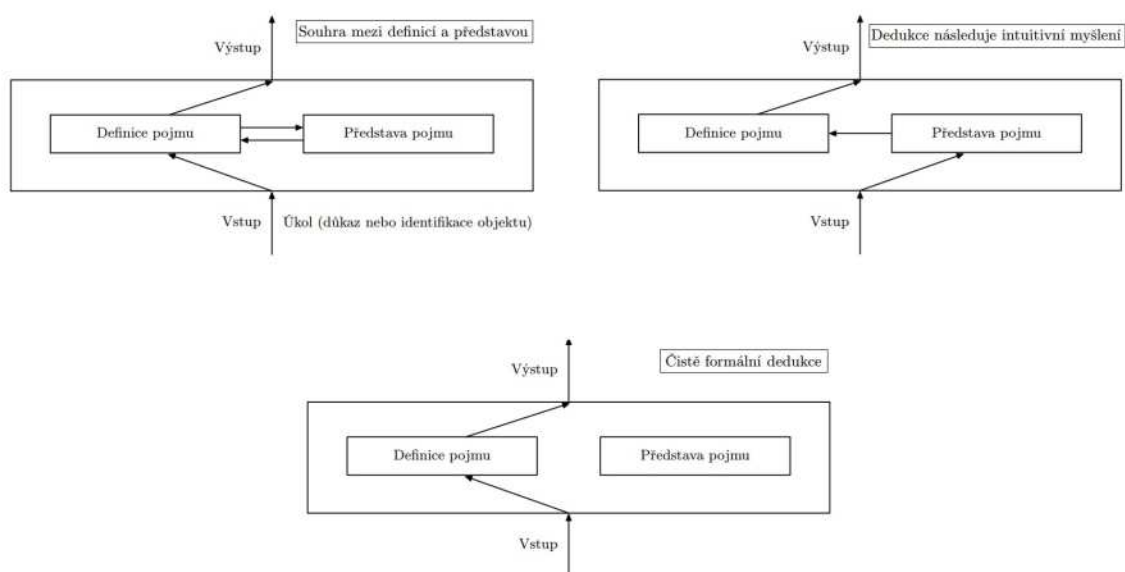 Souhra mezi definicí a představou
Výstup
Definice pojmu
Představa pojmu
Vstup
Úkol (důkaz nebo identifikace objektu)
Dedukce následuje intuitivní myšlení
Výstup
Definice pojmu
Představa pojmu
Vstup
Čistě formální dedukce
Výstup
Definice pojmu
Představa pojmu
Vstup